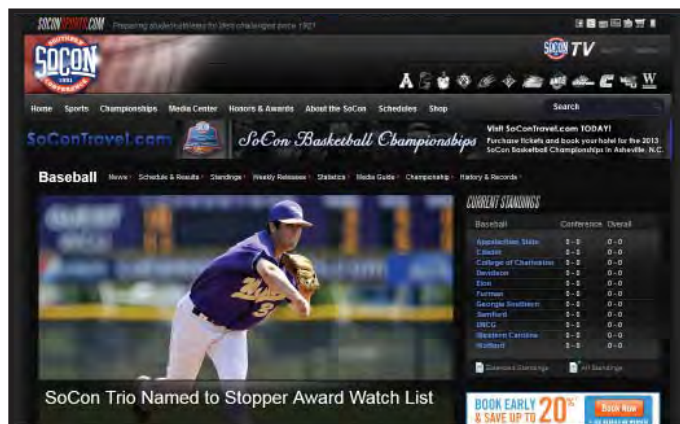 SOCONSPORTS.COM Preparing student-athletes for life's challenges since 1921
SOUTHERN
SOCON
1921
CONFERENCE
SOCON TV
Home Sports Championships Media Center Honors & Awards About the SoCon Schedules Shop
Search
SoConTravel.com
SoCon Basketball Championships
Visit SoConTravel.com TODAY!
Purchase tickets and book your hotel for the 2013
SoCon Basketball Championships in Asheville, N.C.
Baseball News Schedule & Results Standings Weekly Releases Statistics Media Guide Championship History & Records
CURRENT STANDINGS
Baseball Conference Overall
Appalachian State 0-0 0-0
Citadel 0-0 0-0
College of Charleston 0-0 0-0
Davidson 0-0 0-0
Elon 0-0 0-0
Furman 0-0 0-0
Georgia Southern 0-0 0-0
Samford 0-0 0-0
UNCG 0-0 0-0
Western Carolina 0-0 0-0
Wofford 0-0 0-0
Extended Standings All Standings
SoCon Trio Named to Stopper Award Watch List
BOOK EARLY
& SAVE UP TO 20%
Book Now